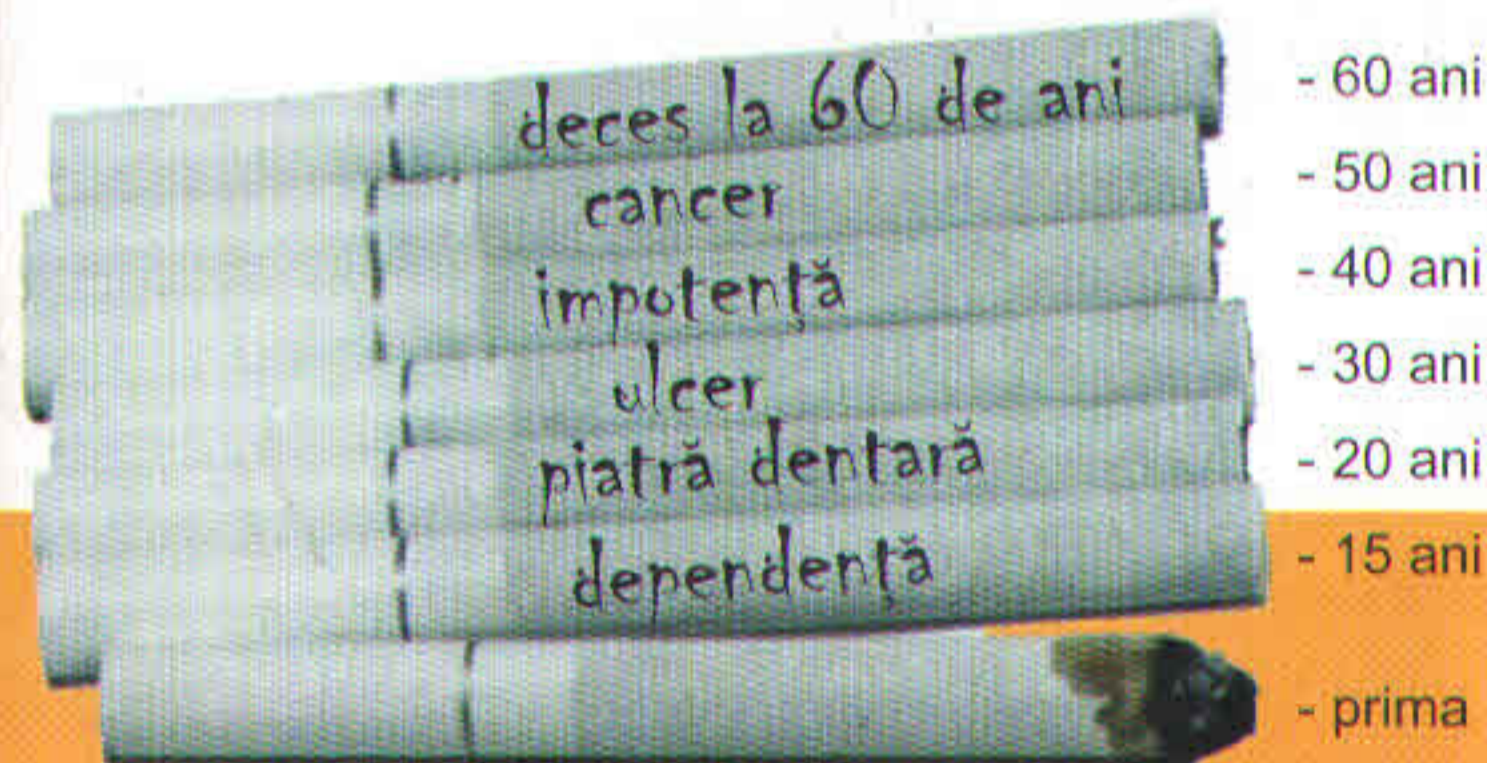 deces la 60 de ani - 60 ani
cancer - 50 ani
impotență - 40 ani
ulcer - 30 ani
piatră dentară - 20 ani
dependență - 15 ani
- prima